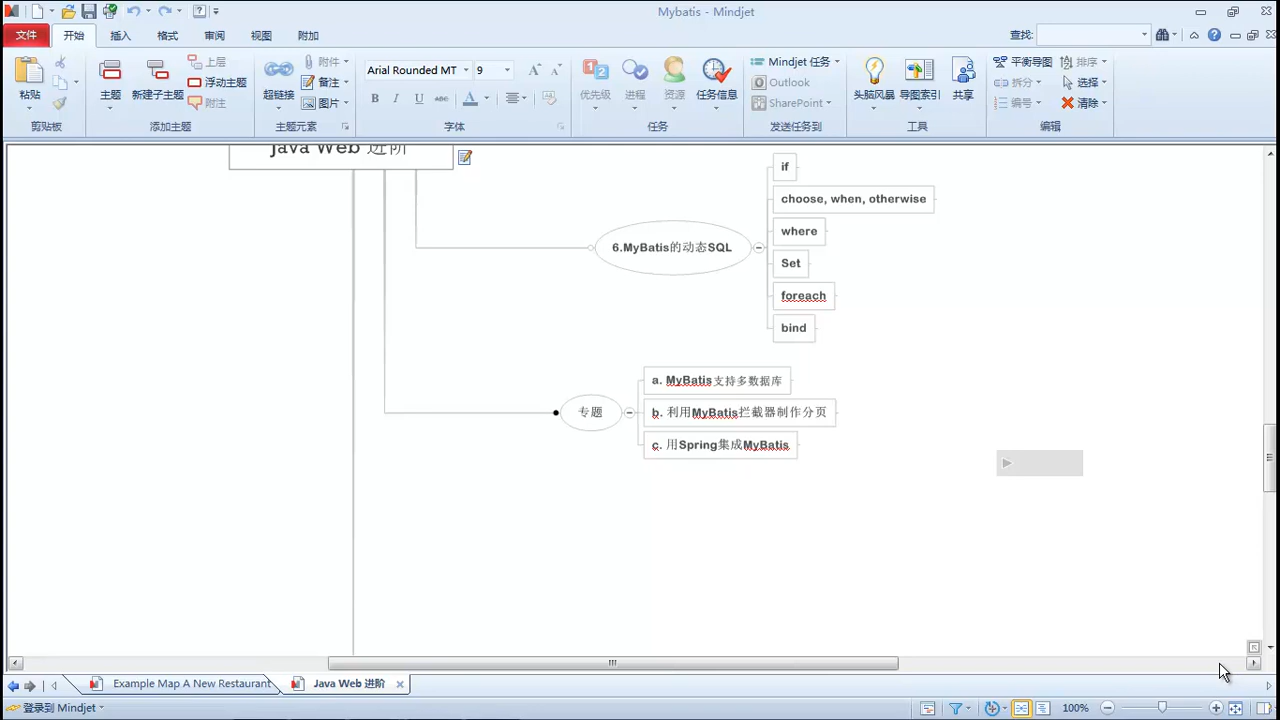 Mybatis - Mindjet
文件 开始 插入 格式 审阅 视图 附加 查找:
粘贴
剪贴板
主题
新建子主题
上层
浮动主题
附注
添加主题
超链接
附件
备注
图片
主题元素
Arial Rounded MT 9
B I U abc A
字体
优先级
进程
资源
任务信息
任务
Mindjet 任务
Outlook
SharePoint
发送任务到
头脑风暴
导图索引
共享
工具
平衡导图
拆分
编号
排序
选择
清除
编辑
Java Web 进阶
6.MyBatis的动态SQL
if
choose, when, otherwise
where
Set
foreach
bind
专题
a. MyBatis支持多数据库
b. 利用MyBatis拦截器制作分页
c. 用Spring集成MyBatis
Example Map A New Restaurant
Java Web 进阶
登录到 Mindjet
100%